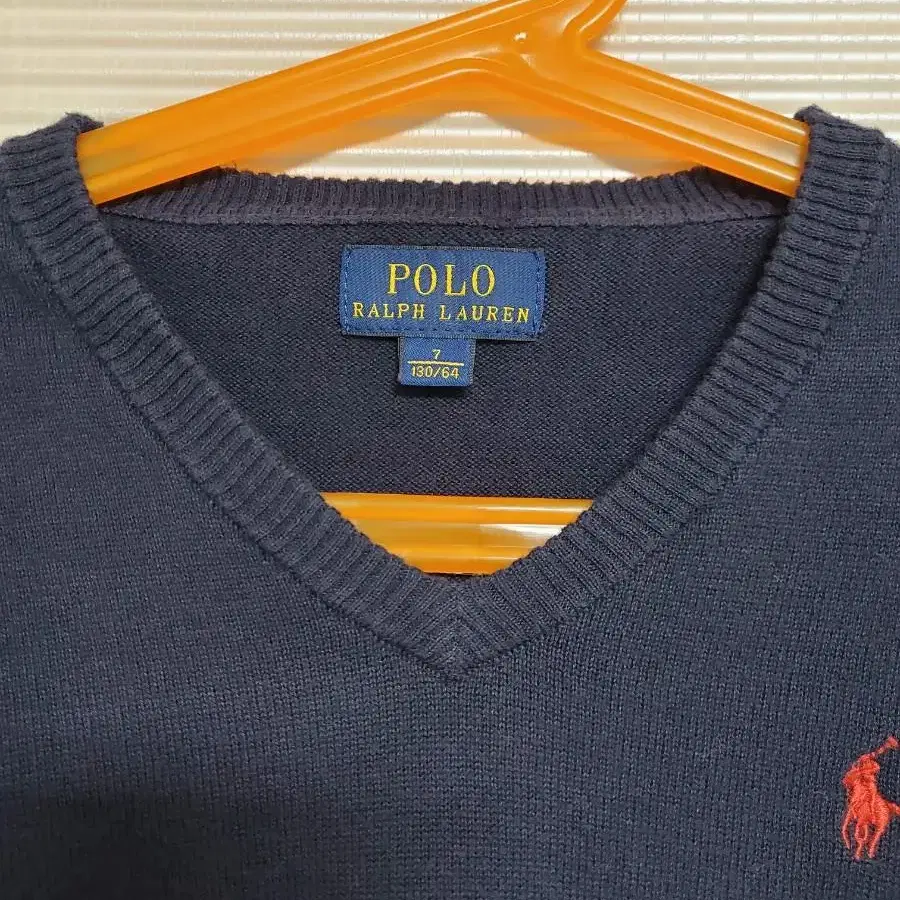 POLO
RALPH LAUREN
7
130/64